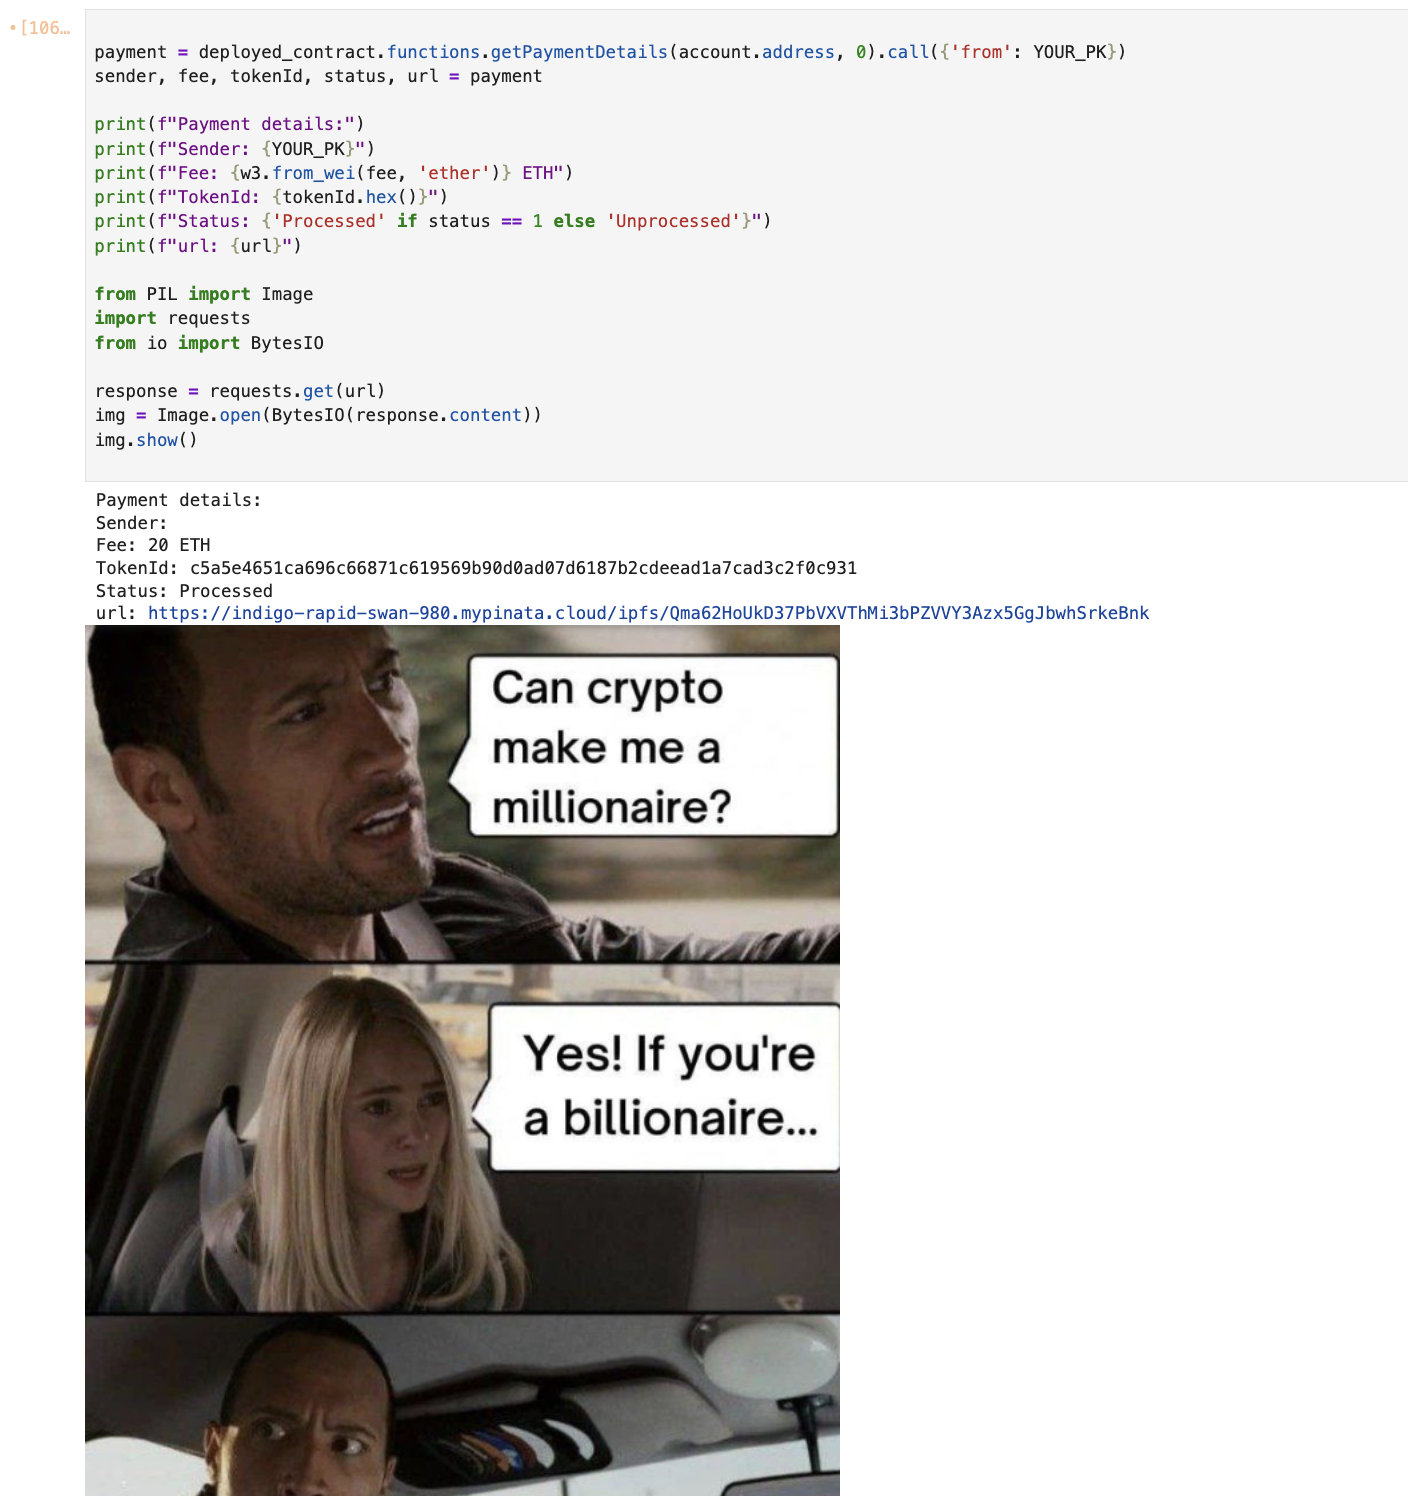 •[106…
payment = deployed_contract.functions.getPaymentDetails(account.address, 0).call({'from': YOUR_PK})
sender, fee, tokenId, status, url = payment
print(f"Payment details:")
print(f"Sender: {YOUR_PK}")
print(f"Fee: {w3.from_wei(fee, 'ether')} ETH")
print(f"TokenId: {tokenId.hex()}")
print(f"Status: {'Processed' if status == 1 else 'Unprocessed'}")
print(f"url: {url}")
from PIL import Image
import requests
from io import BytesIO
response = requests.get(url)
img = Image.open(BytesIO(response.content))
img.show()
Payment details:
Sender:
Fee: 20 ETH
TokenId: c5a5e4651ca696c66871c619569b90d0ad07d6187b2cdeead1a7cad3c2f0c931
Status: Processed
url: https://indigo-rapid-swan-980.mypinata.cloud/ipfs/Qma62HoUkD37PbVXVThMi3bPZVVY3Azx5GgJbwhSrkeBnk
Can crypto
make me a
millionaire?
Yes! If you're
a billionaire...